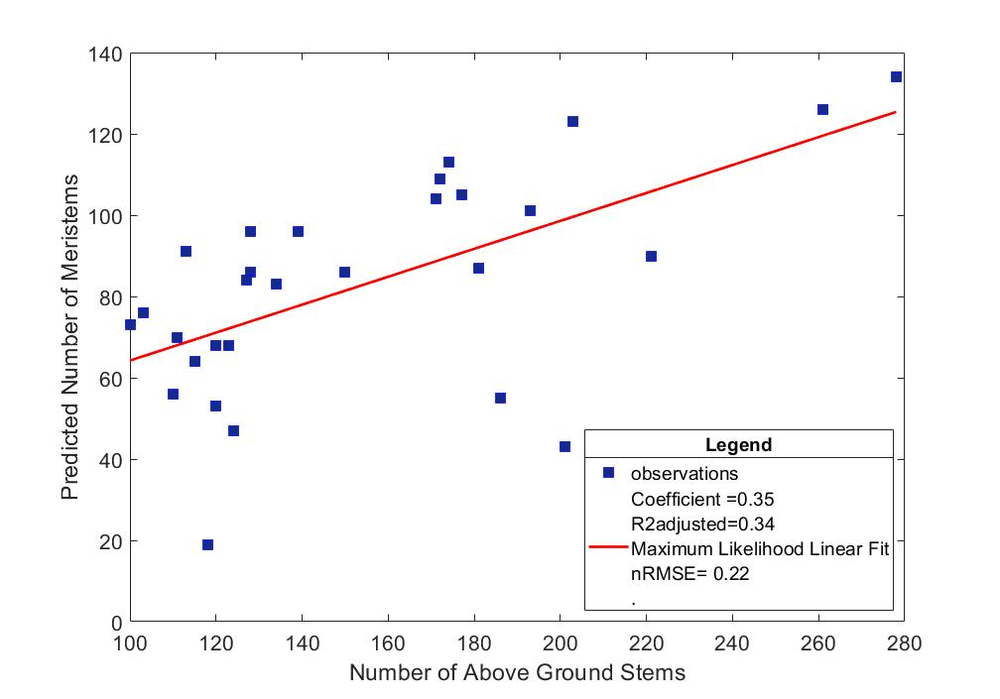 140
120
100
80
60
40
20
0
Predicted Number of Meristems
Legend
observations
Coefficient =0.35
R2adjusted=0.34
Maximum Likelihood Linear Fit
nRMSE= 0.22
.
100 120 140 160 180 200 220 240 260 280
Number of Above Ground Stems